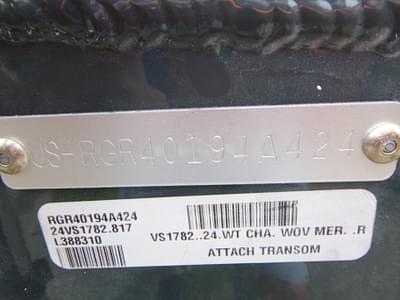 US-RGR40194A424
RGR40194A424
24VS1782.817
L388310
VS1782..24.WT CHA. WOV MER. .R
ATTACH TRANSOM